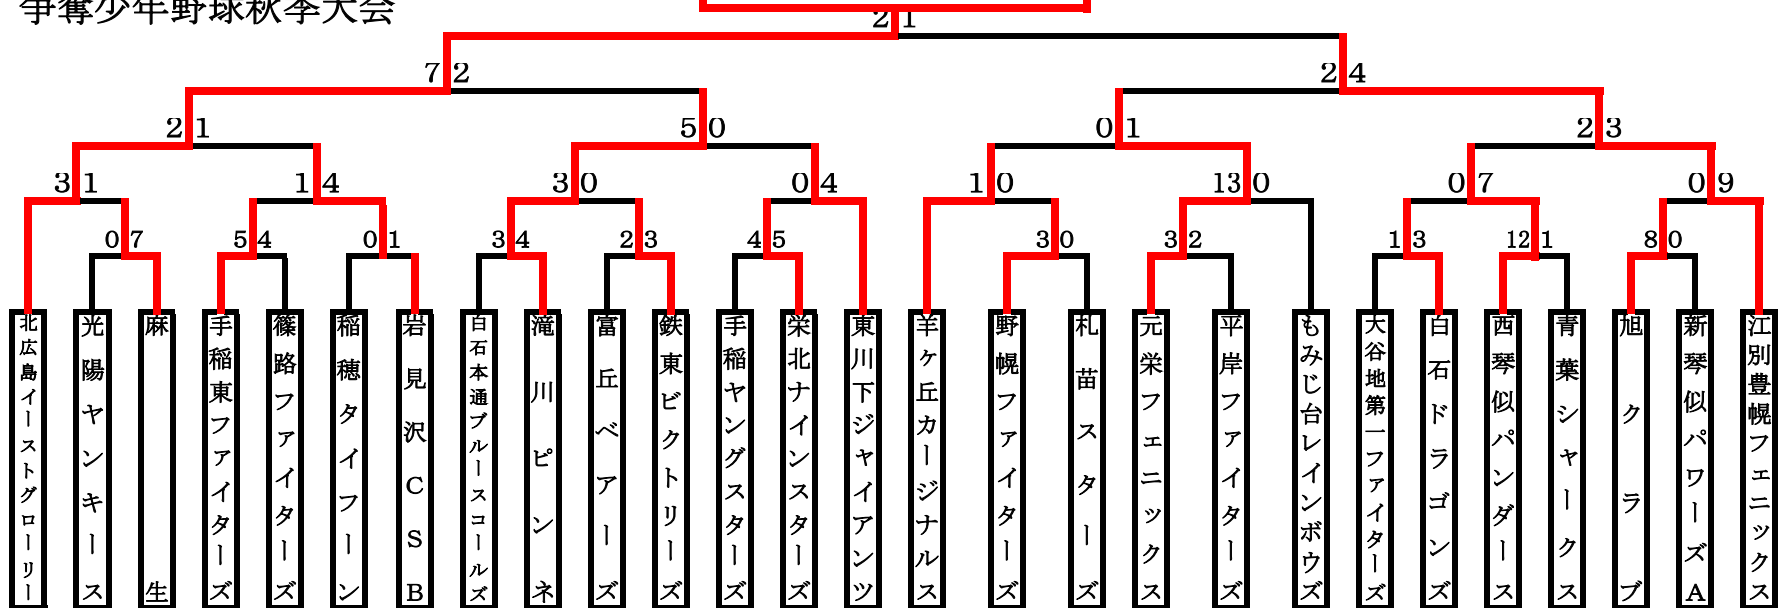 争奪少年野球秋季大会
2 1
7 2
2 4
2 1
5 0
0 1
2 3
3 1
1 4
3 0
0 4
1 0
13 0
0 7
0 9
0 7
5 4
0 1
3 4
2 3
4 5
3 0
3 2
1 3
12 1
8 0
北広島イーストグローリー
光陽ヤンキース
麻生
手稲東ファイターズ
篠路ファイターズ
稲穂タイフーン
岩見沢CSB
白石本通ブルースコールズ
滝川ピンネ
富丘ベアーズ
鉄東ビクトリーズ
手稲ヤングスターズ
栄北ナインスターズ
東川下ジャイアンツ
羊ヶ丘カージナルス
野幌ファイターズ
札苗スターズ
元栄フェニックス
平岸ファイターズ
もみじ台レインボウズ
大谷地第一ファイターズ
白石ドラゴンズ
西琴似パンダース
青葉シャークス
旭クラブ
新琴似パワーズA
江別豊幌フェニックス